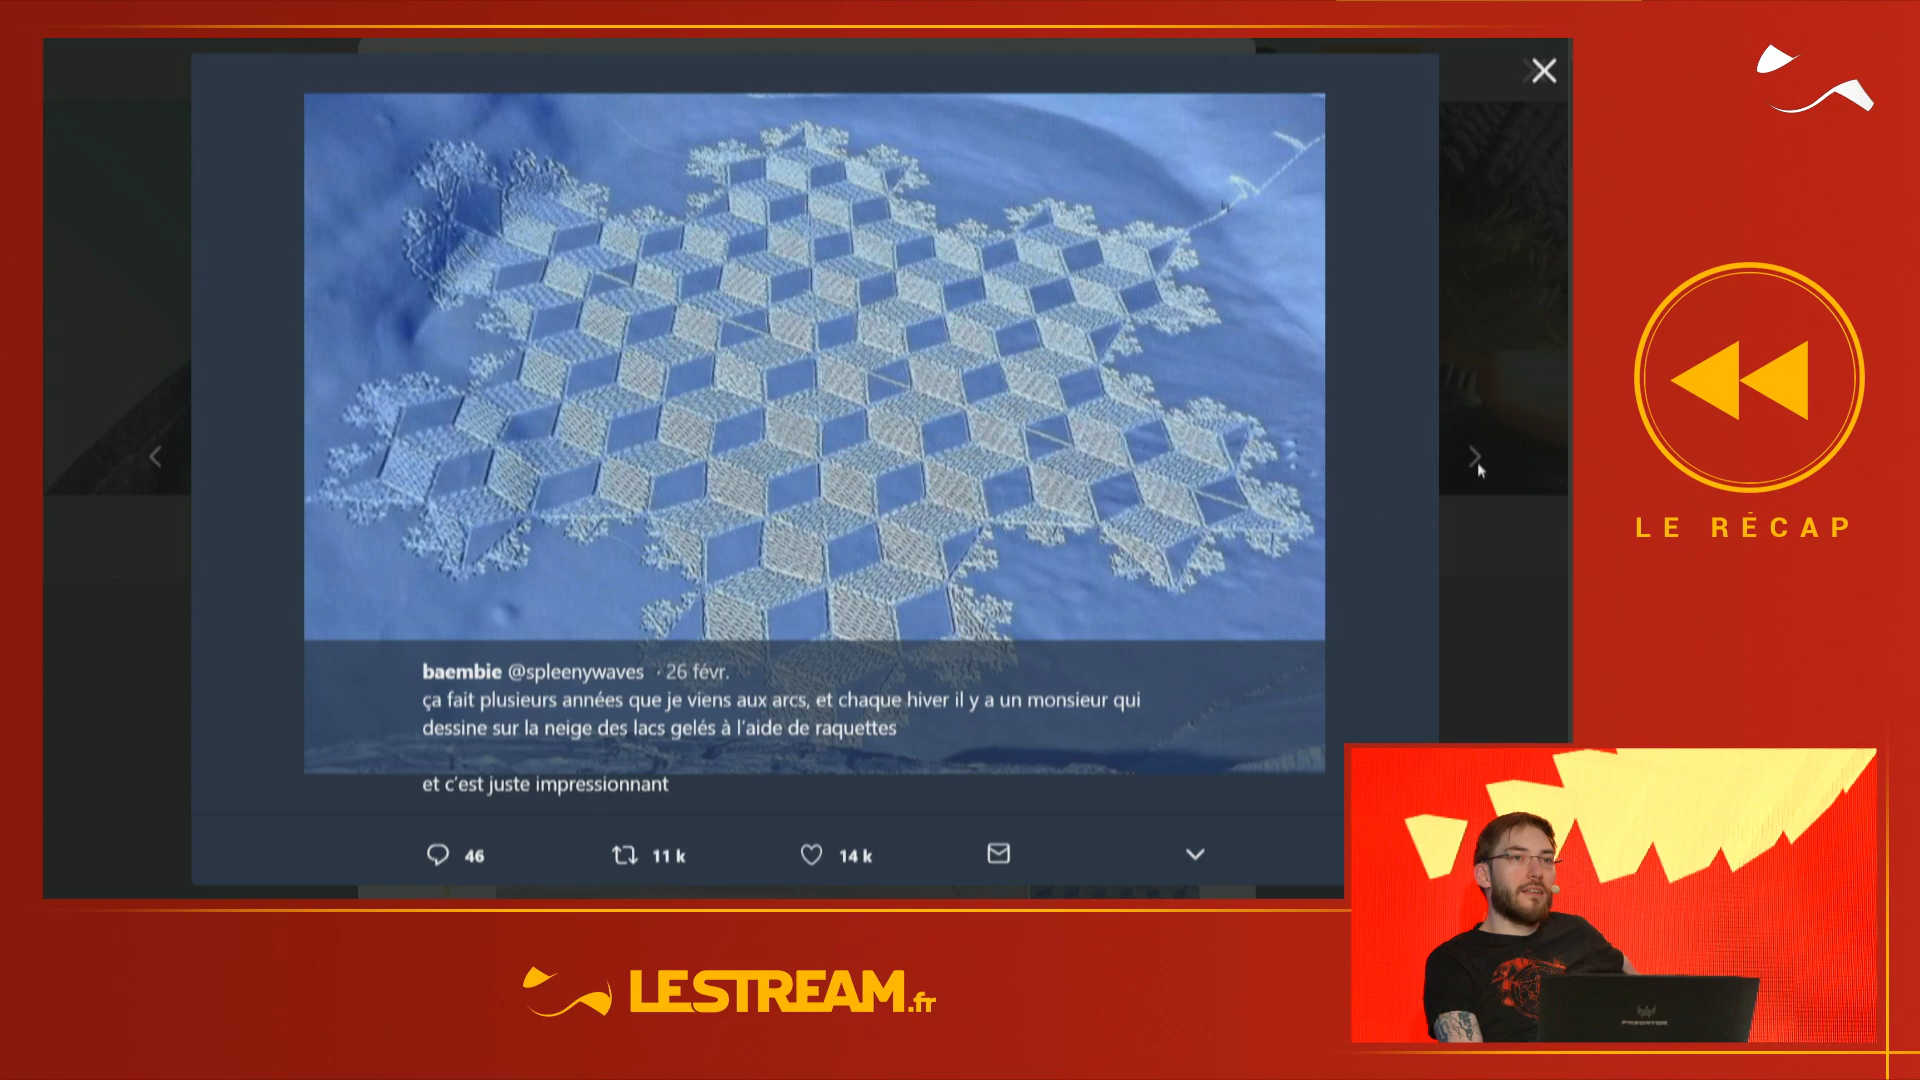 baembie @spleenywaves · 26 févr.
ça fait plusieurs années que je viens aux arcs, et chaque hiver il y a un monsieur qui
dessine sur la neige des lacs gelés à l'aide de raquettes
et c'est juste impressionnant
46
11 k
14 k
LE RÉCAP
LESTREAM.fr
PREDATOR